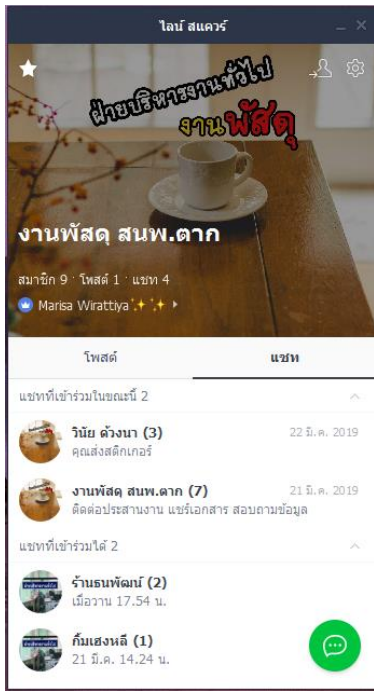 ไลน์ สแควร์
ฝ่ายบริหารงานทั่วไป
งานพัสดุ
งานพัสดุ สนพ.ตาก
สมาชิก 9 · โพสต์ 1 · แชท 4
Marisa Wirattiya
โพสต์ แชท
แชทที่เข้าร่วมในขณะนี้ 2
วินัย ด้วงนา (3) 22 มี.ค. 2019
คุณส่งสติกเกอร์
งานพัสดุ สนพ.ตาก (7) 21 มี.ค. 2019
ติดต่อประสานงาน แชร์เอกสาร สอบถามข้อมูล
แชทที่เข้าร่วมได้ 2
ร้านธนพัฒน์ (2)
เมื่อวาน 17.54 น.
กิ้มเฮงหลี (1)
21 มี.ค. 14.24 น.